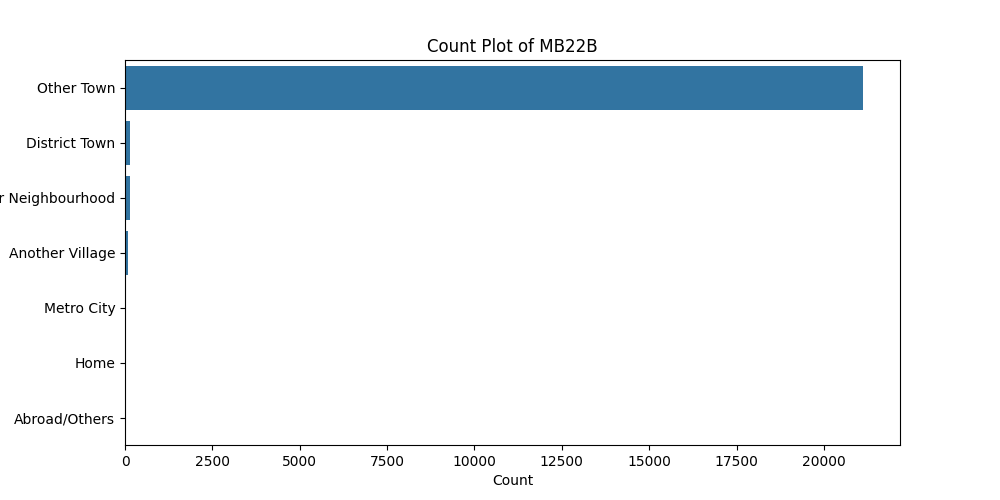 Count Plot of MB22B
Other Town
District Town
Neighbourhood
Another Village
Metro City
Home
Abroad/Others
0 2500 5000 7500 10000 12500 15000 17500 20000
Count